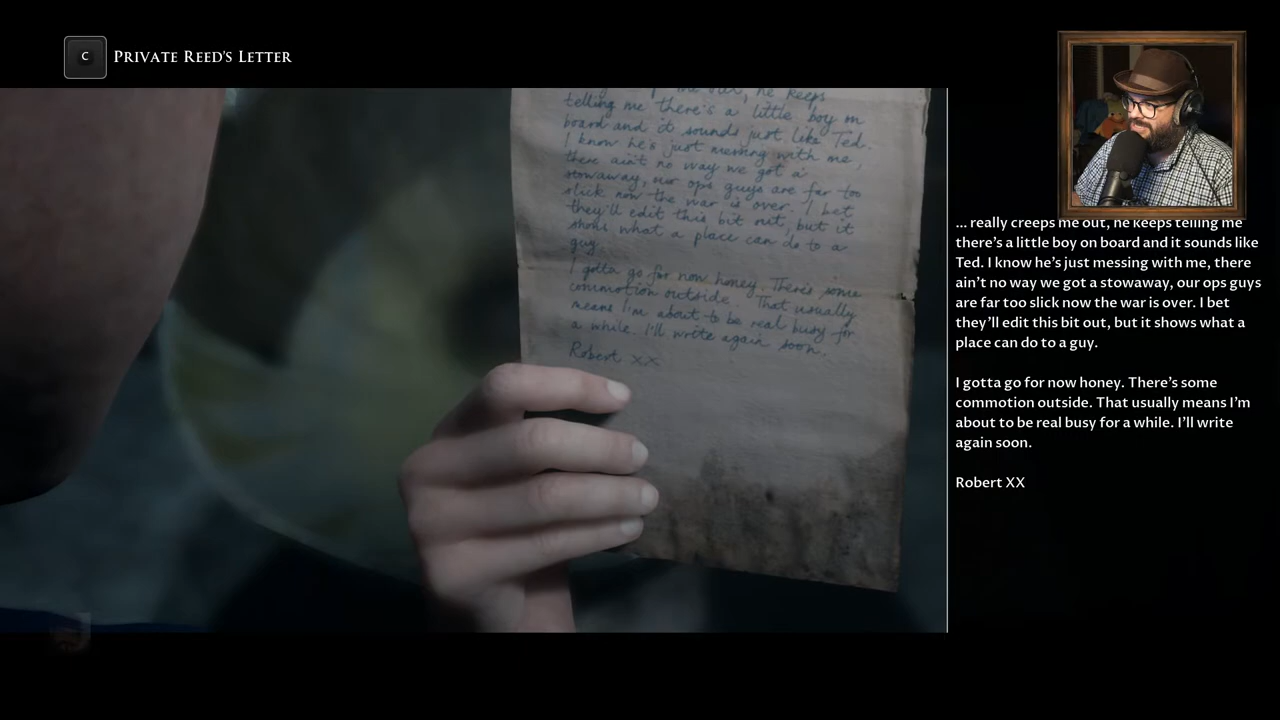 C PRIVATE REED'S LETTER
telling me there's a little boy on
board and it sounds just like Ted.
I know he's just messing with me,
there ain't no way we got a
stowaway, our ops guys are far too
slick now the war is over. I bet
they'll edit this bit out, but it
shows what a place can do to a
guy.
I gotta go for now honey. There's some
commotion outside. That usually
means I'm about to be real busy for
a while. I'll write again soon.
Robert XX
... really creeps me out, he keeps telling me
there's a little boy on board and it sounds like
Ted. I know he's just messing with me, there
ain't no way we got a stowaway, our ops guys
are far too slick now the war is over. I bet
they'll edit this bit out, but it shows what a
place can do to a guy.
I gotta go for now honey. There's some
commotion outside. That usually means I'm
about to be real busy for a while. I'll write
again soon.
Robert XX